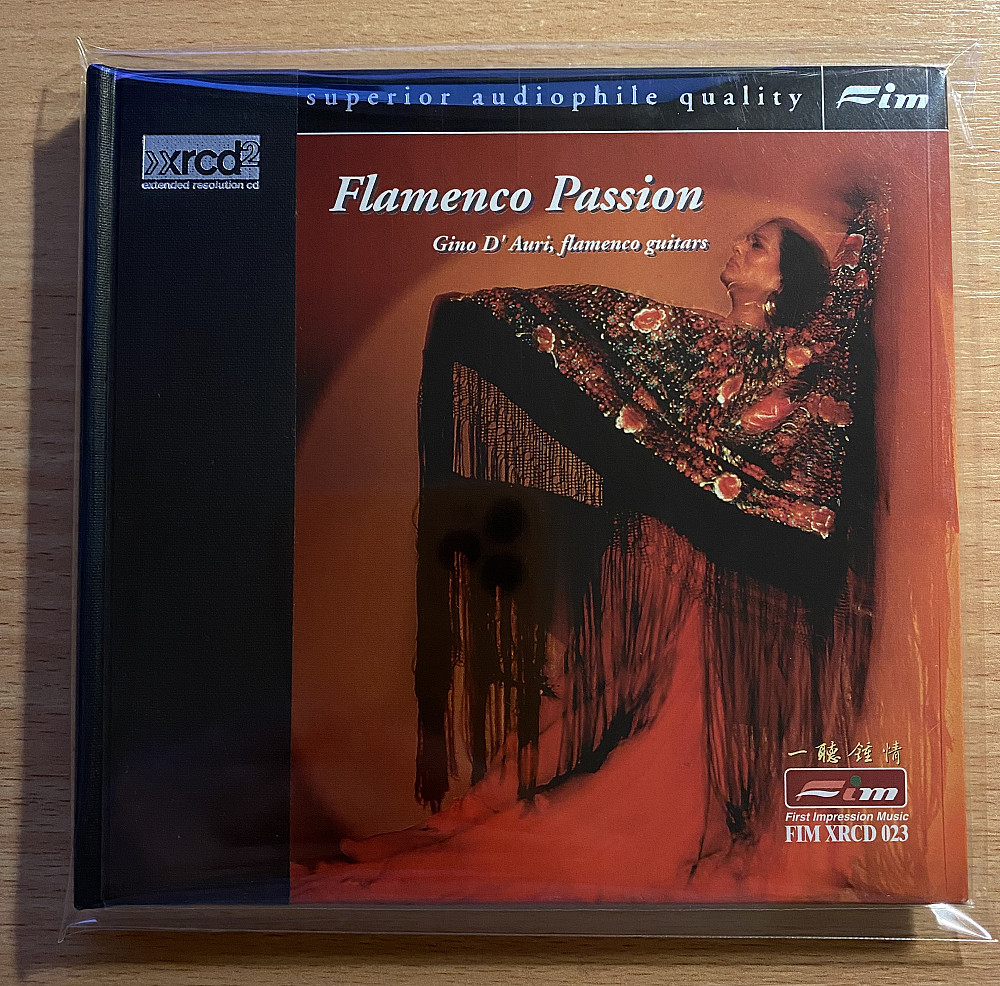 superior audiophile quality
Fim
xrcd2
extended resolution cd
Flamenco Passion
Gino D' Auri, flamenco guitars
一聽鍾情
Fim
First Impression Music
FIM XRCD 023